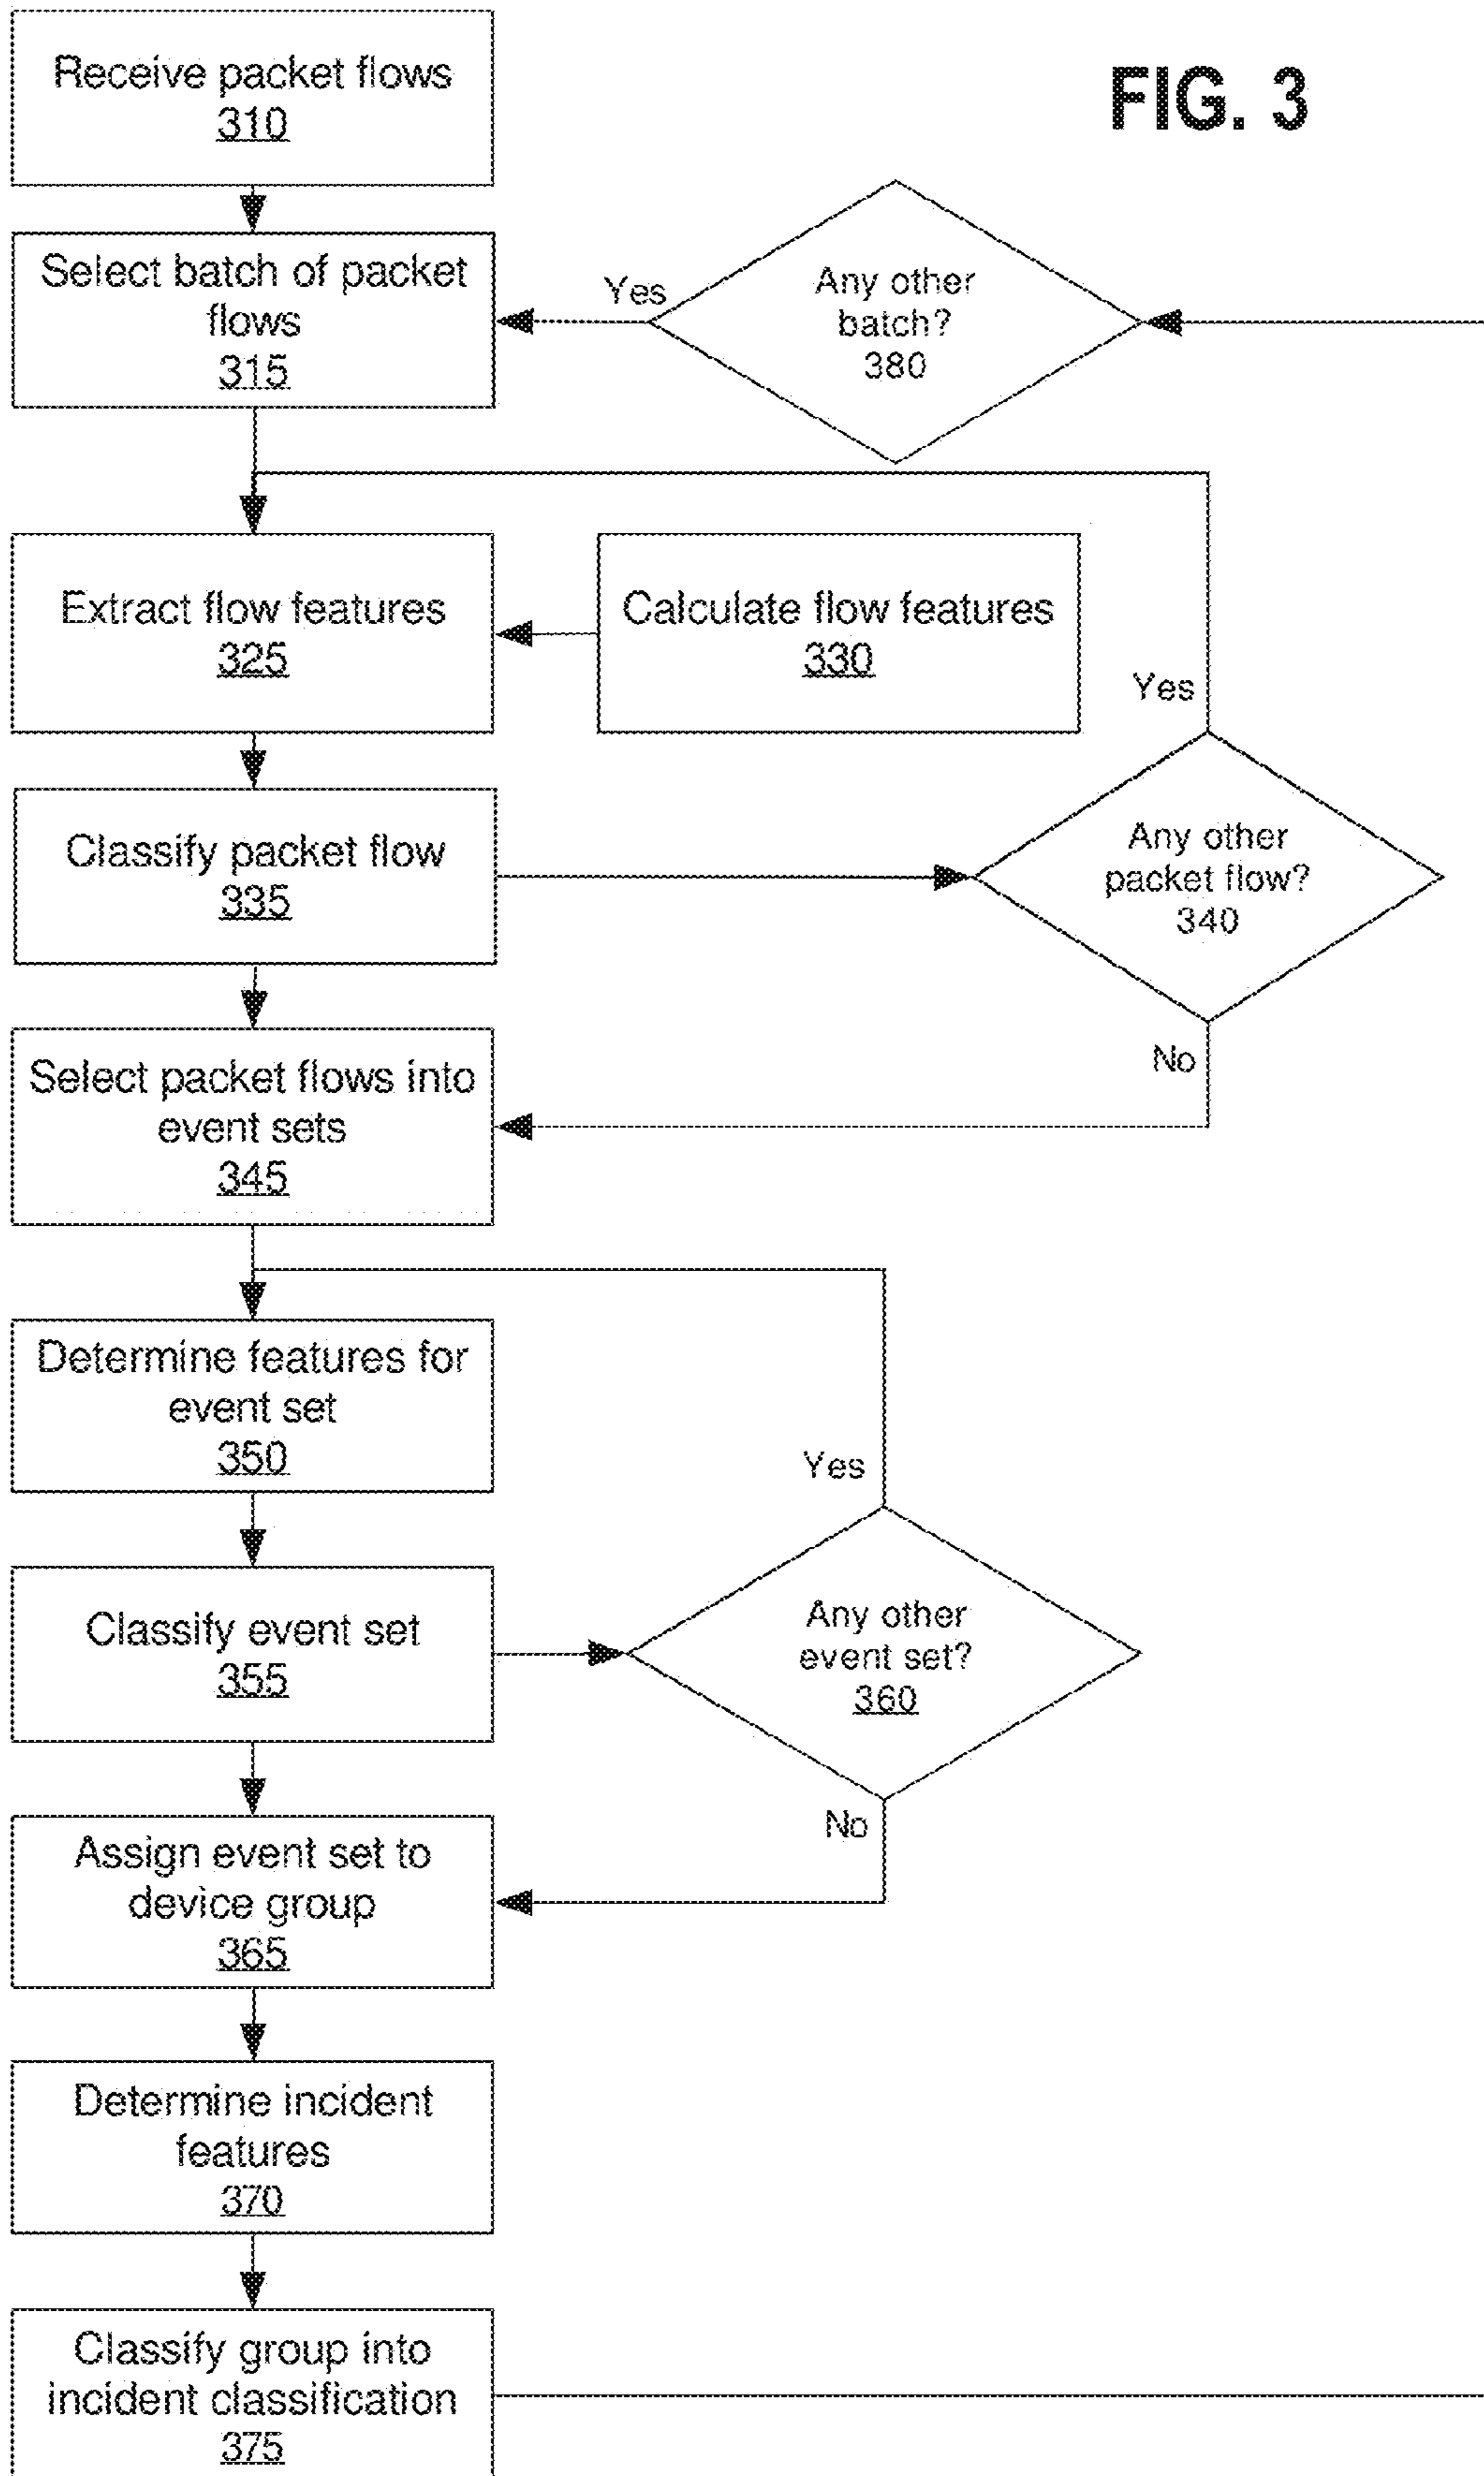 FIG. 3
Receive packet flows
310
Select batch of packet
flows
315
Yes
Any other
batch?
380
Extract flow features
325
Calculate flow features
330
Yes
Classify packet flow
335
Any other
packet flow?
340
No
Select packet flows into
event sets
345
Determine features for
event set
350
Yes
Classify event set
355
Any other
event set?
360
No
Assign event set to
device group
365
Determine incident
features
370
Classify group into
incident classification
375